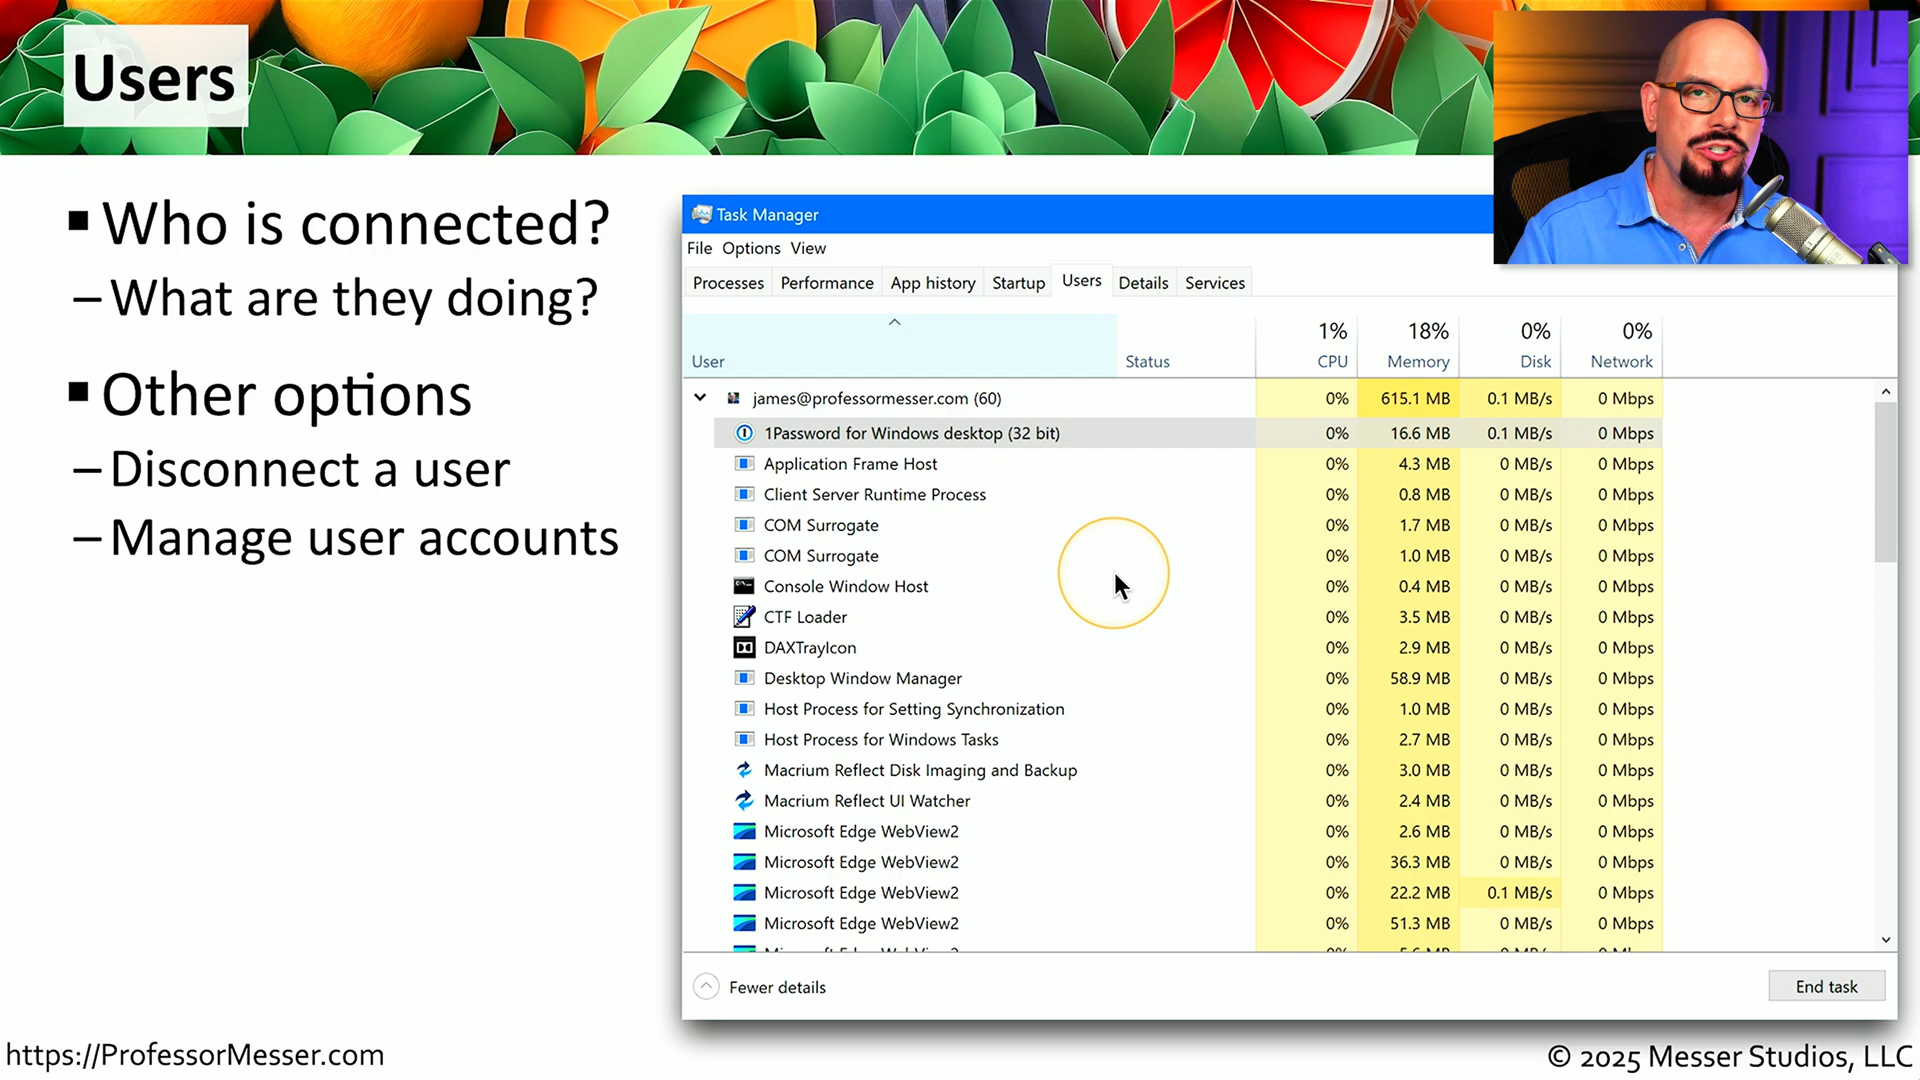 Users
▪ Who is connected?
– What are they doing?
▪ Other options
– Disconnect a user
– Manage user accounts
Task Manager
File Options View
Processes Performance App history Startup Users Details Services
1% 18% 0% 0%
User Status CPU Memory Disk Network
james@professormesser.com (60) 0% 615.1 MB 0.1 MB/s 0 Mbps
1Password for Windows desktop (32 bit) 0% 16.6 MB 0.1 MB/s 0 Mbps
Application Frame Host 0% 4.3 MB 0 MB/s 0 Mbps
Client Server Runtime Process 0% 0.8 MB 0 MB/s 0 Mbps
COM Surrogate 0% 1.7 MB 0 MB/s 0 Mbps
COM Surrogate 0% 1.0 MB 0 MB/s 0 Mbps
Console Window Host 0% 0.4 MB 0 MB/s 0 Mbps
CTF Loader 0% 3.5 MB 0 MB/s 0 Mbps
DAXTrayIcon 0% 2.9 MB 0 MB/s 0 Mbps
Desktop Window Manager 0% 58.9 MB 0 MB/s 0 Mbps
Host Process for Setting Synchronization 0% 1.0 MB 0 MB/s 0 Mbps
Host Process for Windows Tasks 0% 2.7 MB 0 MB/s 0 Mbps
Macrium Reflect Disk Imaging and Backup 0% 3.0 MB 0 MB/s 0 Mbps
Macrium Reflect UI Watcher 0% 2.4 MB 0 MB/s 0 Mbps
Microsoft Edge WebView2 0% 2.6 MB 0 MB/s 0 Mbps
Microsoft Edge WebView2 0% 36.3 MB 0 MB/s 0 Mbps
Microsoft Edge WebView2 0% 22.2 MB 0.1 MB/s 0 Mbps
Microsoft Edge WebView2 0% 51.3 MB 0 MB/s 0 Mbps
Fewer details End task
https://ProfessorMesser.com
© 2025 Messer Studios, LLC